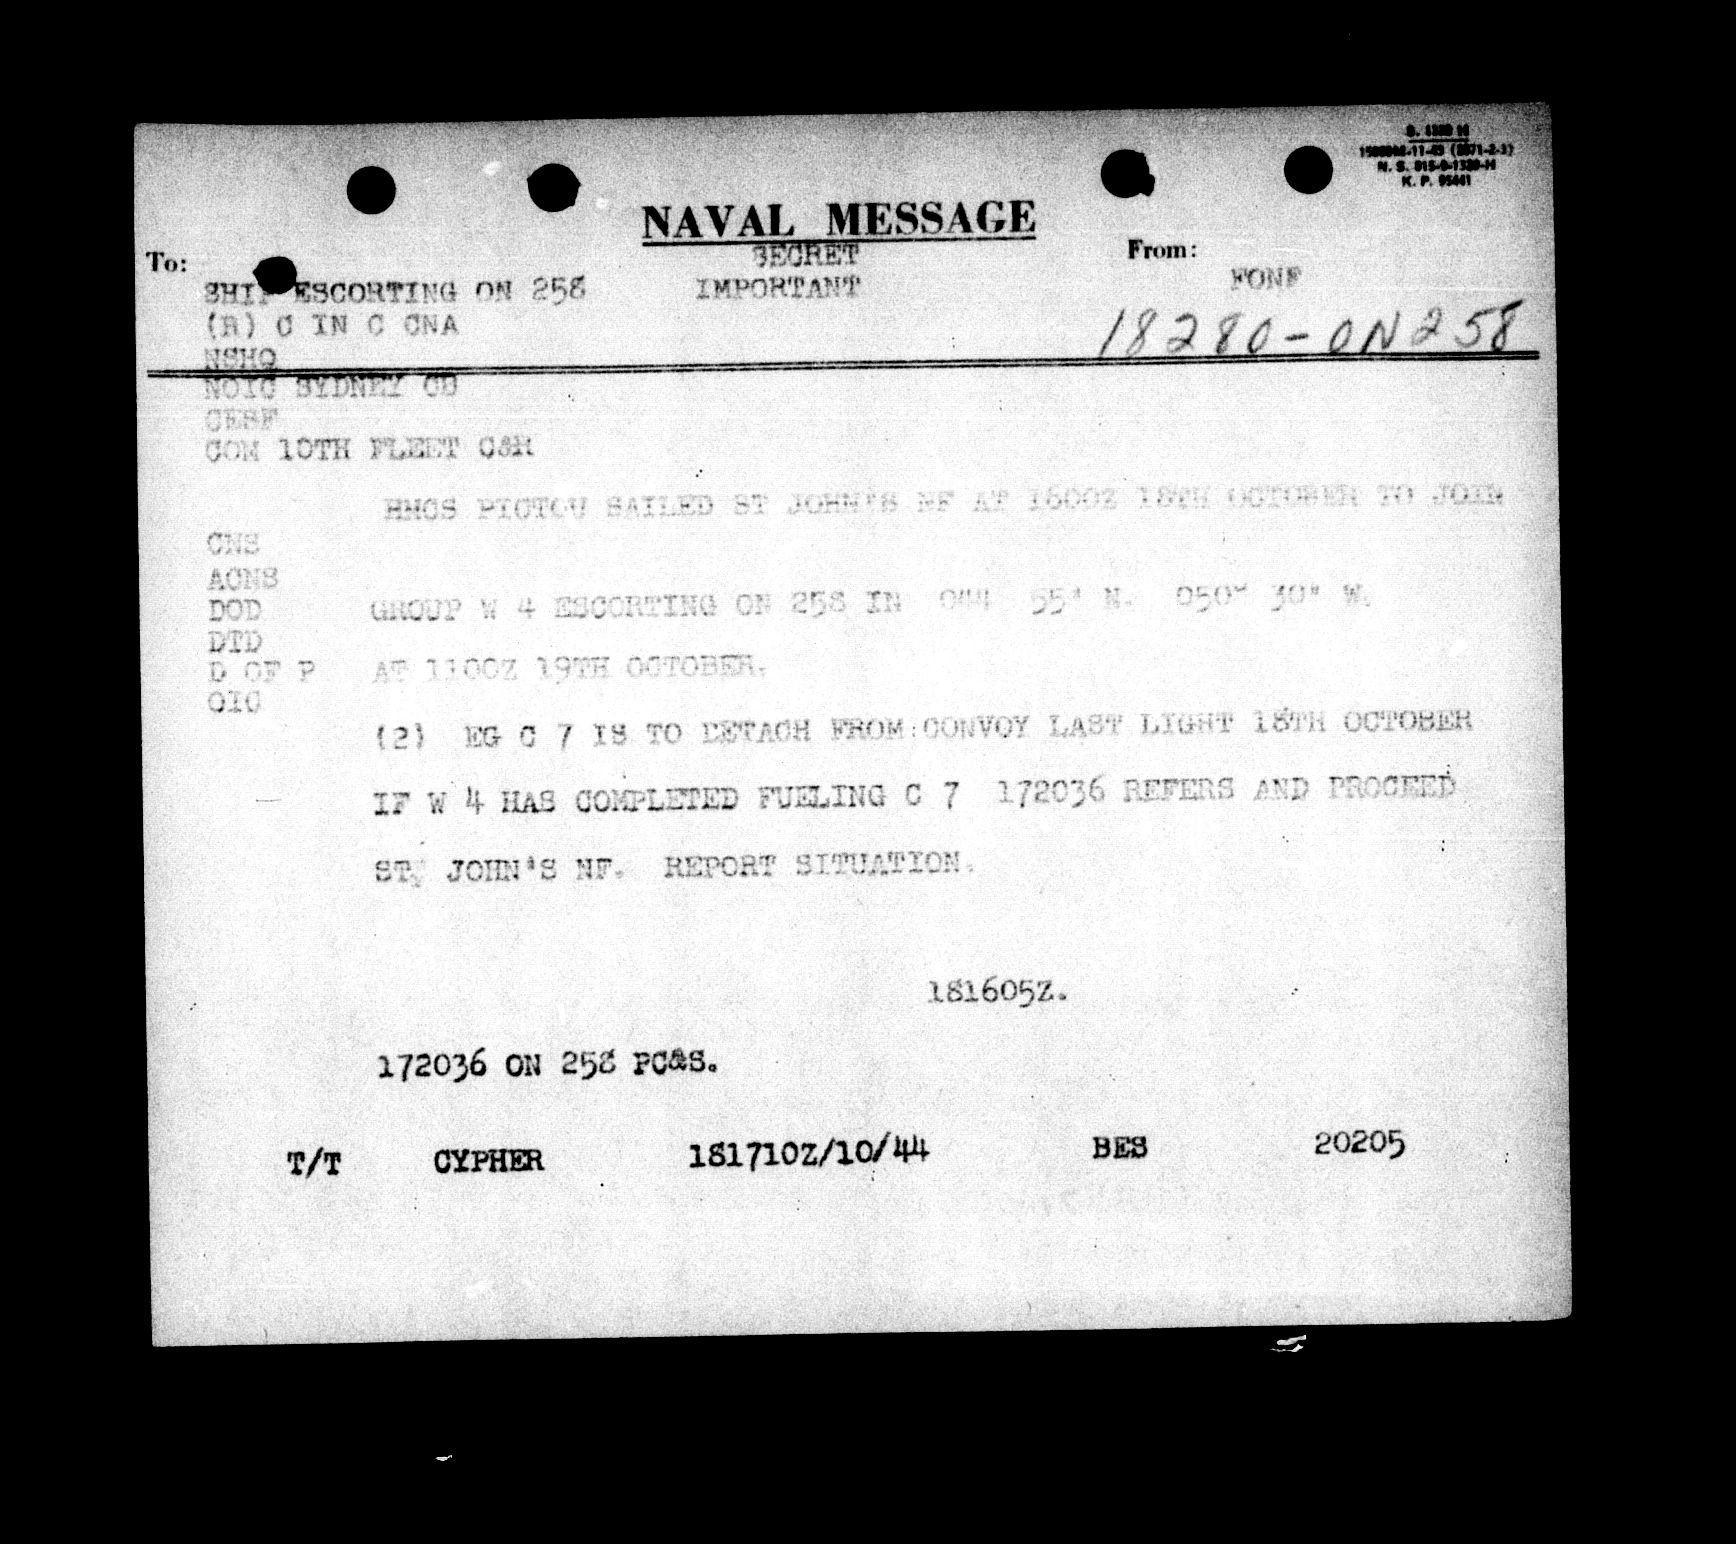 NAVAL MESSAGE
To:
SECRET
From:
SHIP ESCORTING ON 258
IMPORTANT
FONF
(R) C IN C CNA
18280-ON258
NSHQ
NOIC SYDNEY CB
CESF
COM 10TH FLEET C&R
HMCS PICTOU SAILED ST JOHN'S NF AT 1600Z 18TH OCTOBER TO JOIN
CNS
ACNS
DOD
GROUP W 4 ESCORTING ON 258 IN 044 55" N. 050" 30" W.
DTD
D OF P
AT 1100Z 19TH OCTOBER.
OIC
(2) EG C 7 IS TO DETACH FROM CONVOY LAST LIGHT 18TH OCTOBER
IF W 4 HAS COMPLETED FUELING C 7 172036 REFERS AND PROCEED
ST. JOHN'S NF. REPORT SITUATION.
181605Z.
172036 ON 258 PC&S.
T/T CYPHER 181710Z/10/44 BES 20205